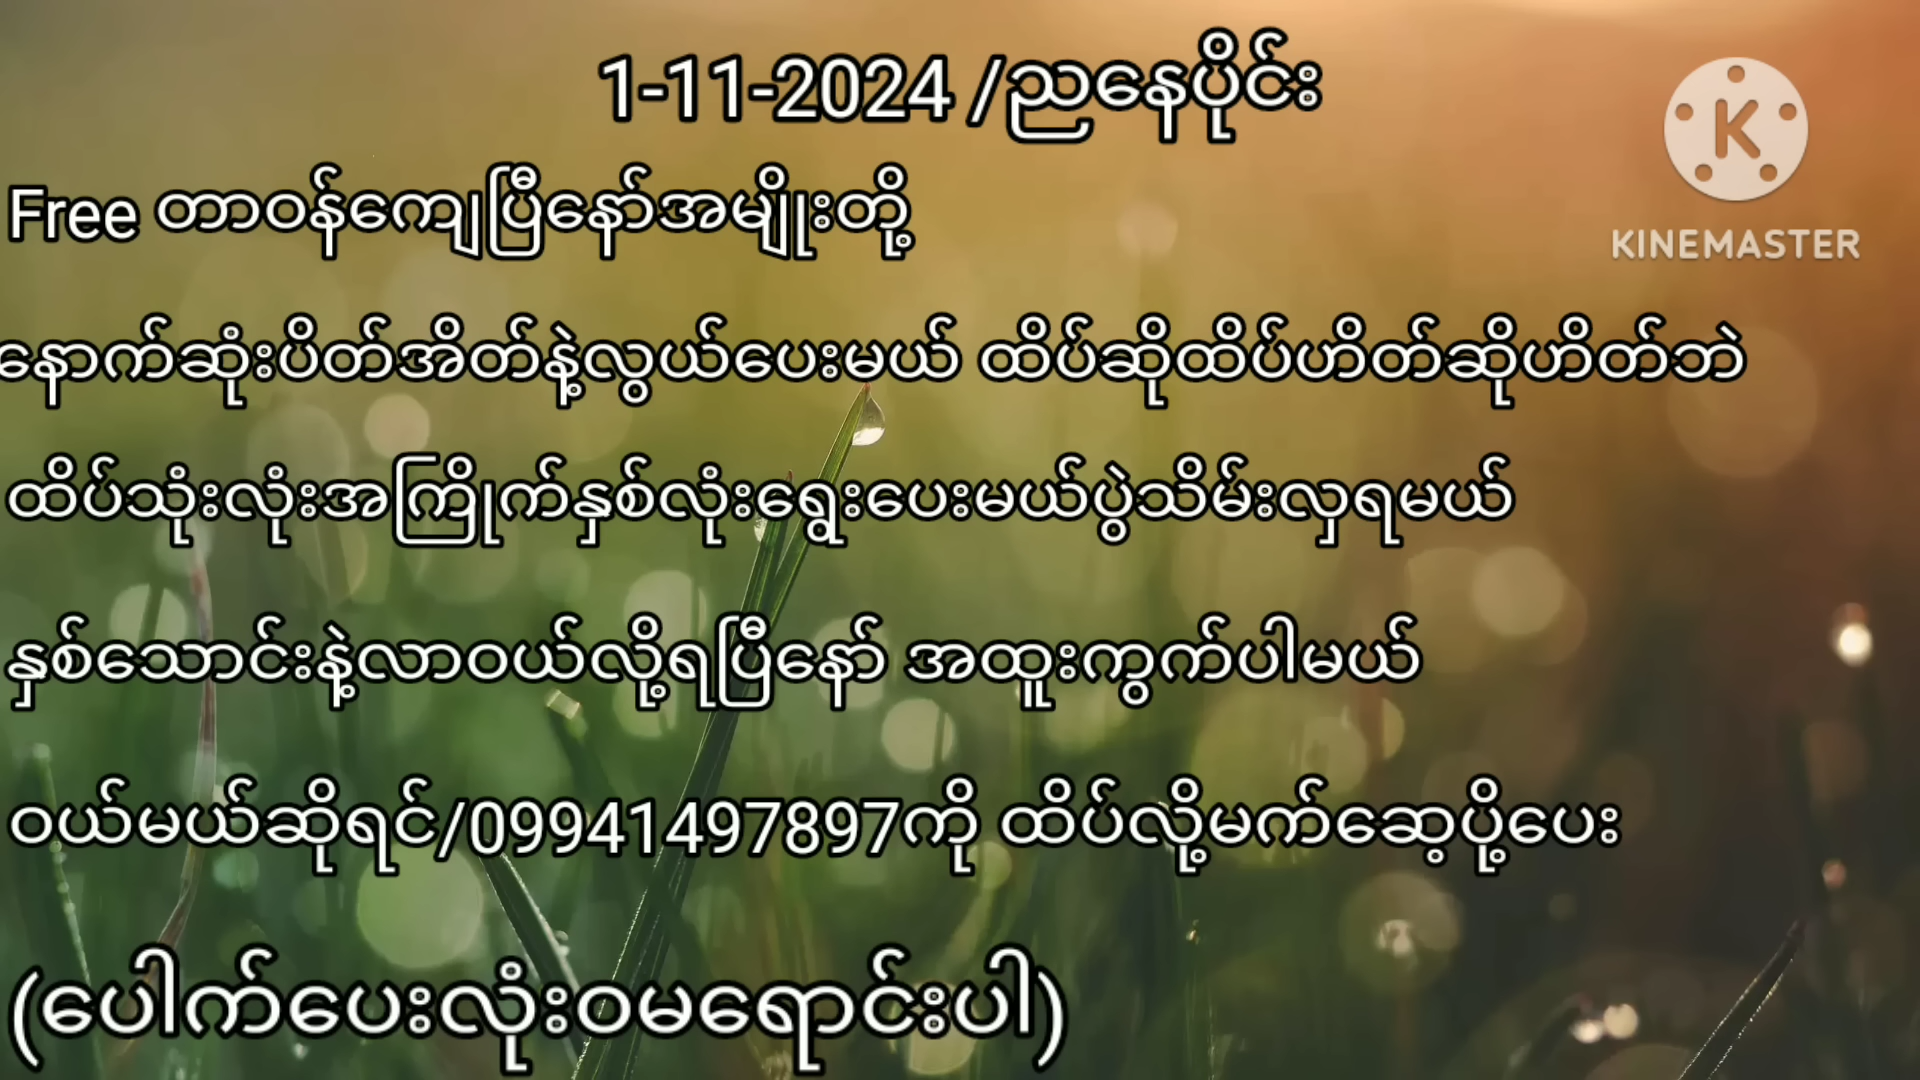 1-11-2024 /ညနေပိုင်း
K
KINEMASTER
Free တာဝန်ကျေပြီနော်အမျိုးတို့
နောက်ဆုံးပိတ်အိတ်နဲ့လွယ်ပေးမယ် ထိပ်ဆိုထိပ်ဟိတ်ဆိုဟိတ်ဘဲ
ထိပ်သုံးလုံးအကြိုက်နှစ်လုံးရွေးပေးမယ်ပွဲသိမ်းလှရမယ်
နှစ်သောင်းနဲ့လာဝယ်လို့ရပြီနော် အထူးကွက်ပါမယ်
ဝယ်မယ်ဆိုရင်/09941497897ကို ထိပ်လို့မက်ဆေ့ပို့ပေး
(ပေါက်ပေးလုံးဝမရောင်းပါ)